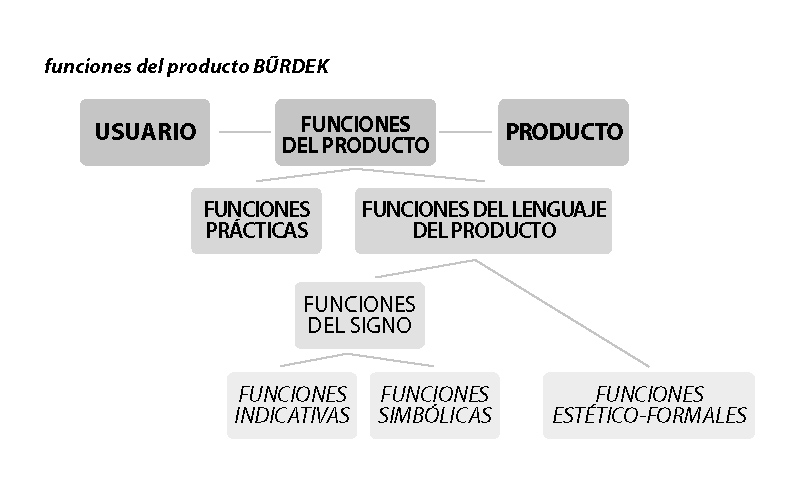 funciones del producto BŰRDEK
USUARIO
FUNCIONES
DEL PRODUCTO
PRODUCTO
FUNCIONES
PRÁCTICAS
FUNCIONES DEL LENGUAJE
DEL PRODUCTO
FUNCIONES
DEL SIGNO
FUNCIONES
INDICATIVAS
FUNCIONES
SIMBÓLICAS
FUNCIONES
ESTÉTICO-FORMALES